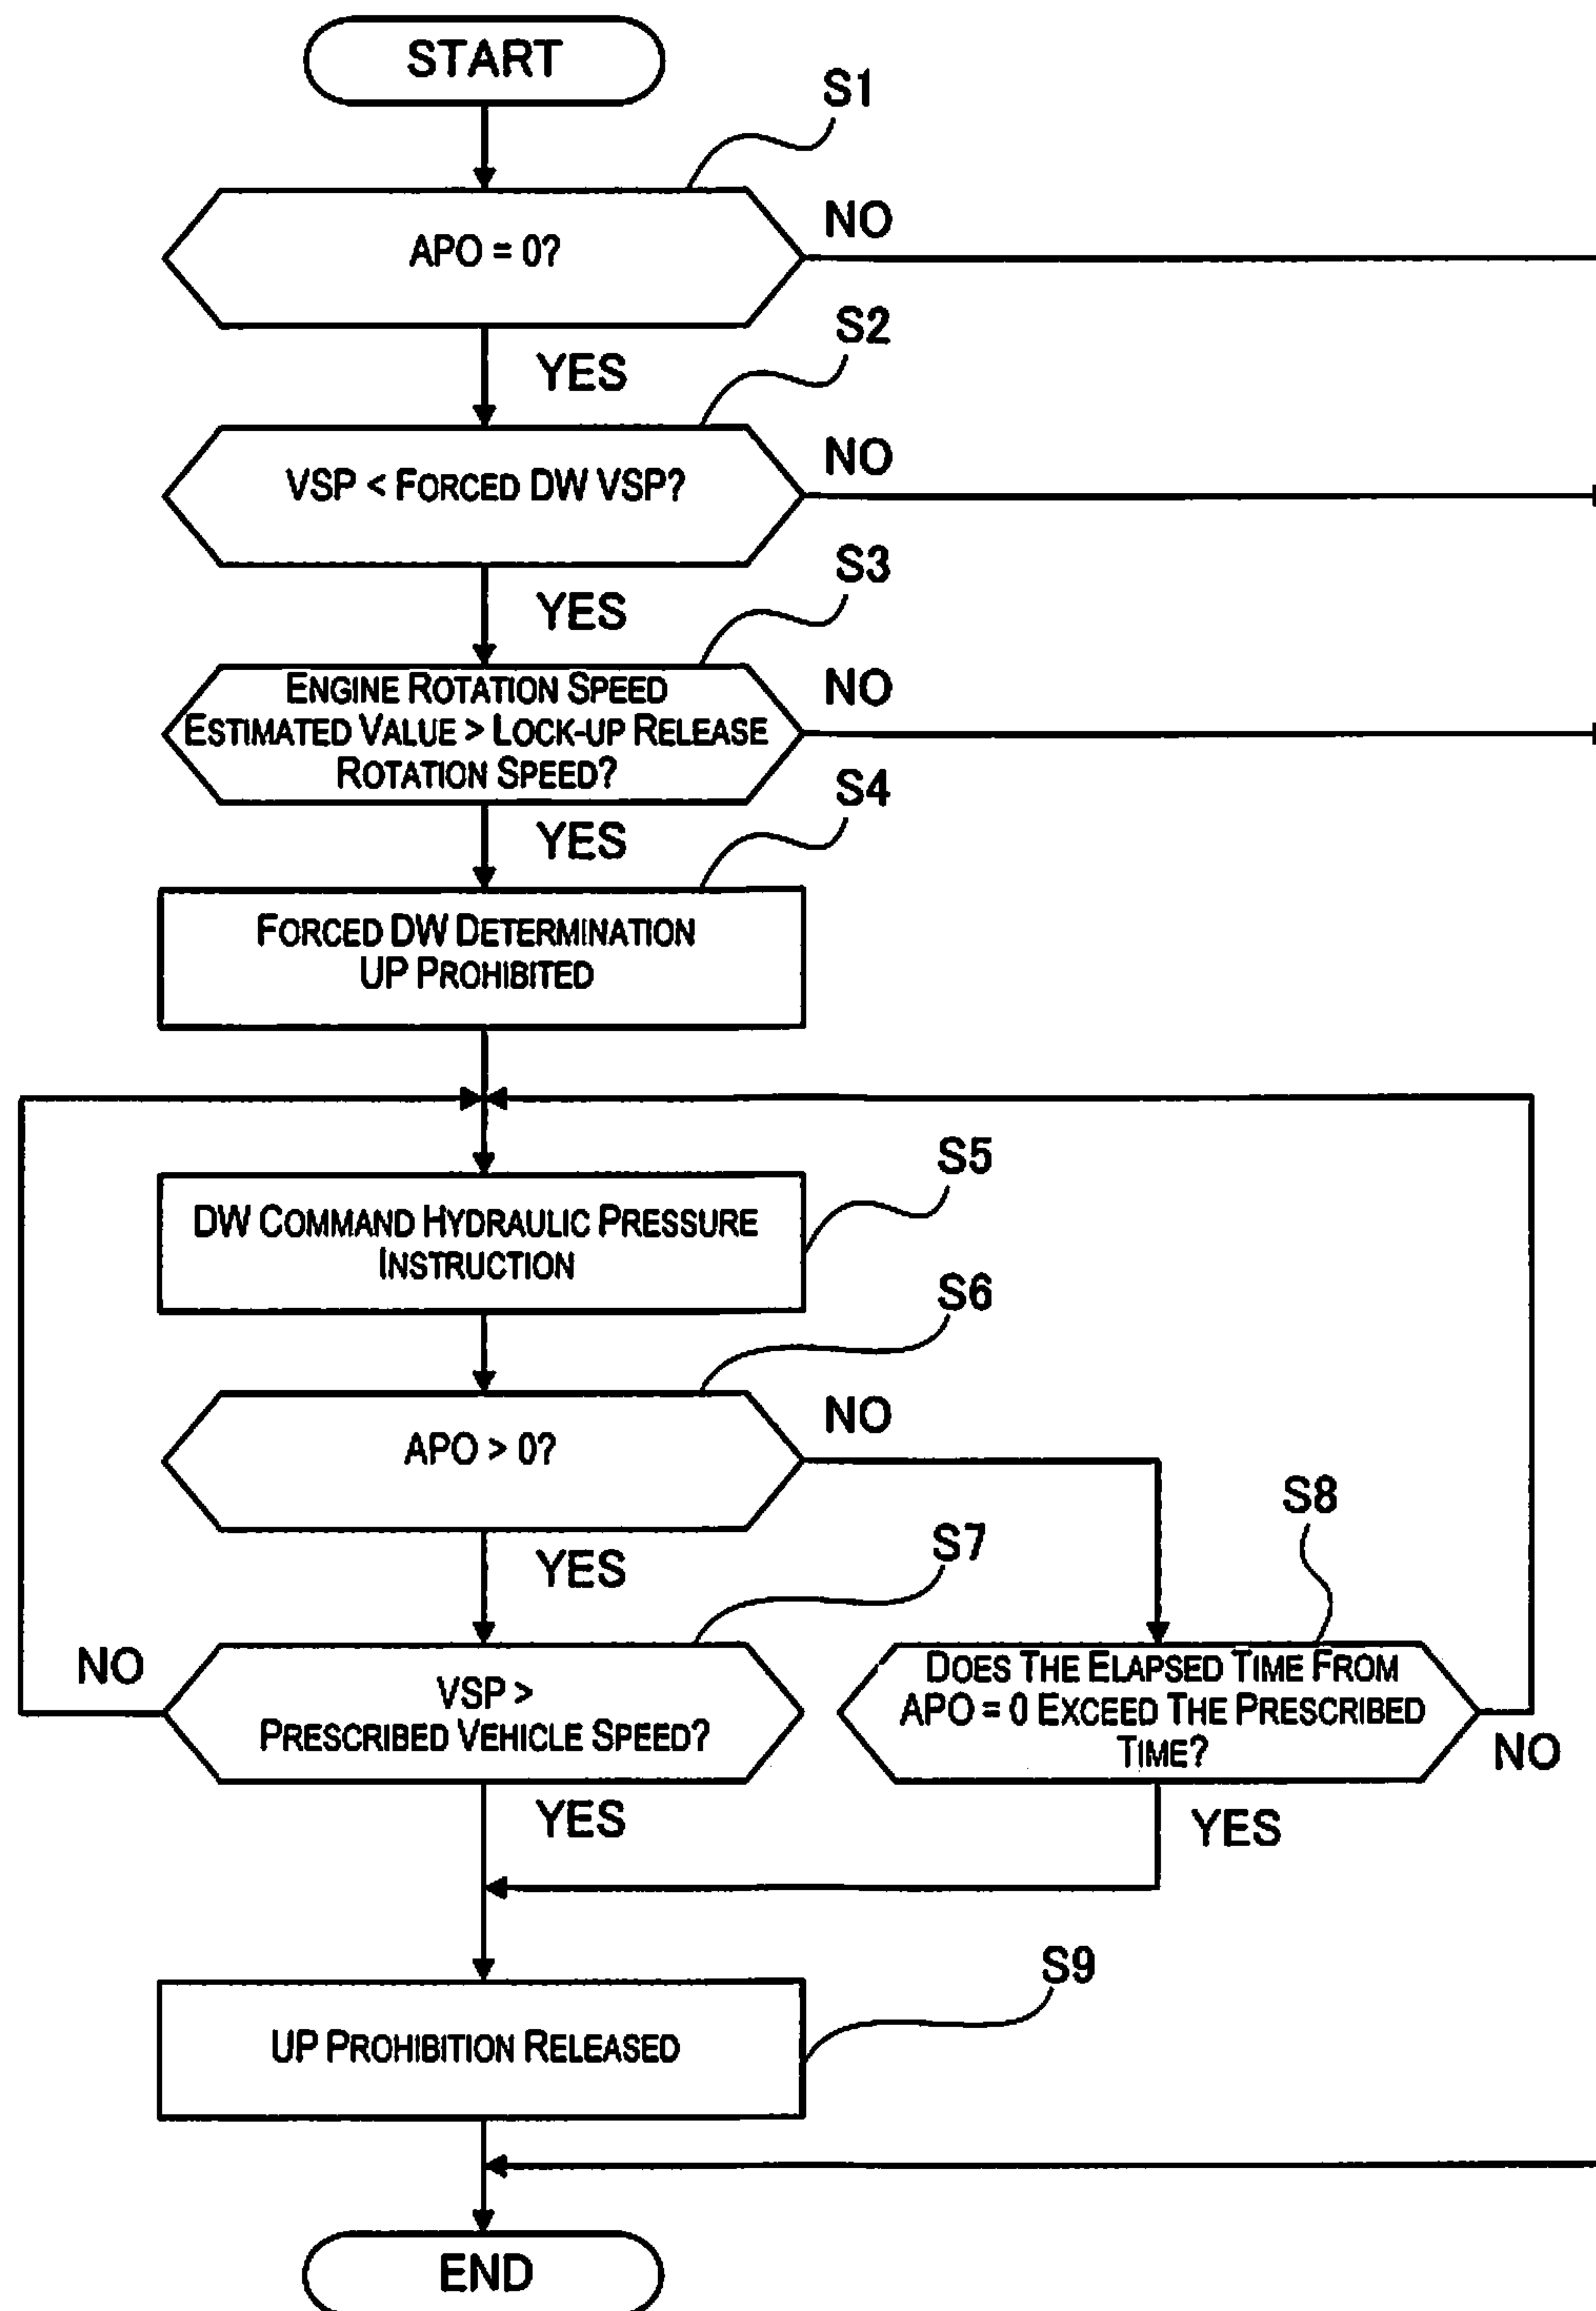 START
S1
APO = 0?
NO
YES
S2
VSP < FORCED DW VSP?
NO
YES
S3
ENGINE ROTATION SPEED
ESTIMATED VALUE > LOCK-UP RELEASE
ROTATION SPEED?
NO
YES
S4
FORCED DW DETERMINATION
UP PROHIBITED
S5
DW COMMAND HYDRAULIC PRESSURE
INSTRUCTION
S6
APO > 0?
NO
YES
S7
S8
NO
VSP >
PRESCRIBED VEHICLE SPEED?
DOES THE ELAPSED TIME FROM
APO = 0 EXCEED THE PRESCRIBED
TIME?
NO
YES
YES
S9
UP PROHIBITION RELEASED
END